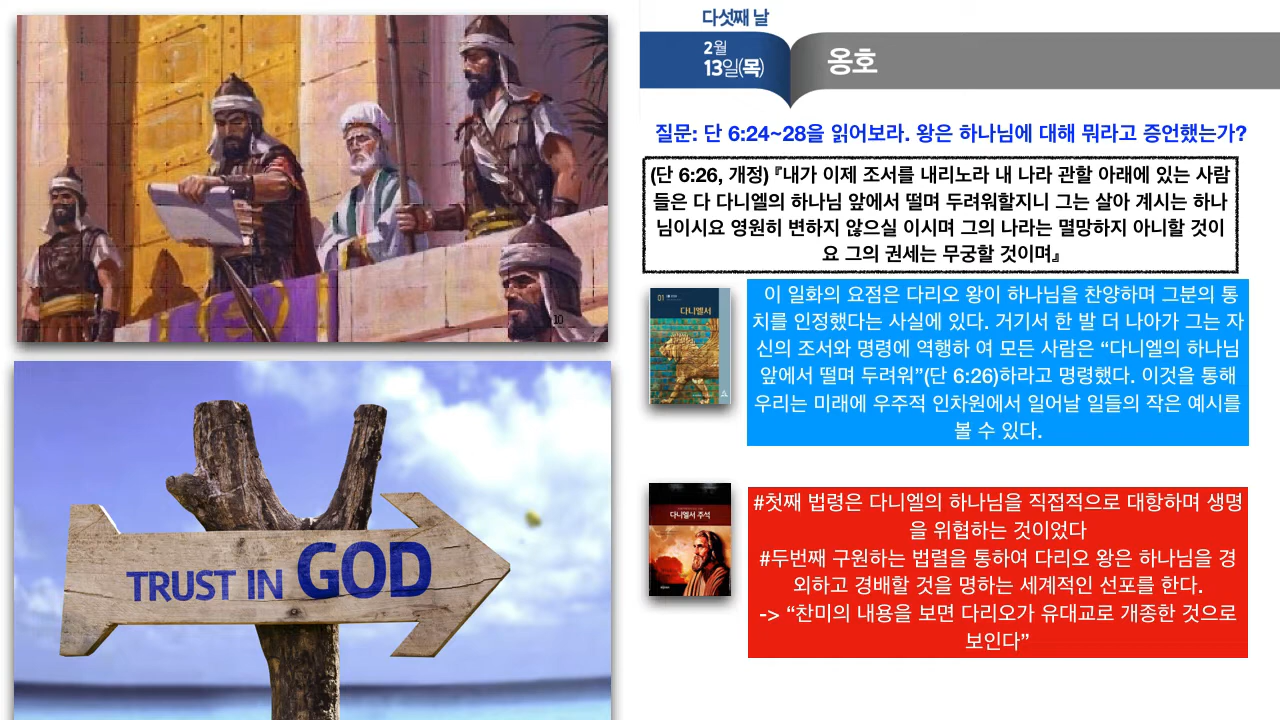 10
TRUST IN GOD
다섯째 날
2월
13일(목)
옹호
질문: 단 6:24~28을 읽어보라. 왕은 하나님에 대해 뭐라고 증언했는가?
(단 6:26, 개정)『내가 이제 조서를 내리노라 내 나라 관할 아래에 있는 사람
들은 다 다니엘의 하나님 앞에서 떨며 두려워할지니 그는 살아 계시는 하나
님이시요 영원히 변하지 않으실 이시며 그의 나라는 멸망하지 아니할 것이
요 그의 권세는 무궁할 것이며』
01
다니엘서
이 일화의 요점은 다리오 왕이 하나님을 찬양하며 그분의 통
치를 인정했다는 사실에 있다. 거기서 한 발 더 나아가 그는 자
신의 조서와 명령에 역행하 여 모든 사람은 “다니엘의 하나님
앞에서 떨며 두려워”(단 6:26)하라고 명령했다. 이것을 통해
우리는 미래에 우주적 인차원에서 일어날 일들의 작은 예시를
볼 수 있다.
다니엘서 주석
#첫째 법령은 다니엘의 하나님을 직접적으로 대항하며 생명
을 위협하는 것이었다
#두번째 구원하는 법렬을 통하여 다리오 왕은 하나님을 경
외하고 경배할 것을 명하는 세계적인 선포를 한다.
-> “찬미의 내용을 보면 다리오가 유대교로 개종한 것으로
보인다”